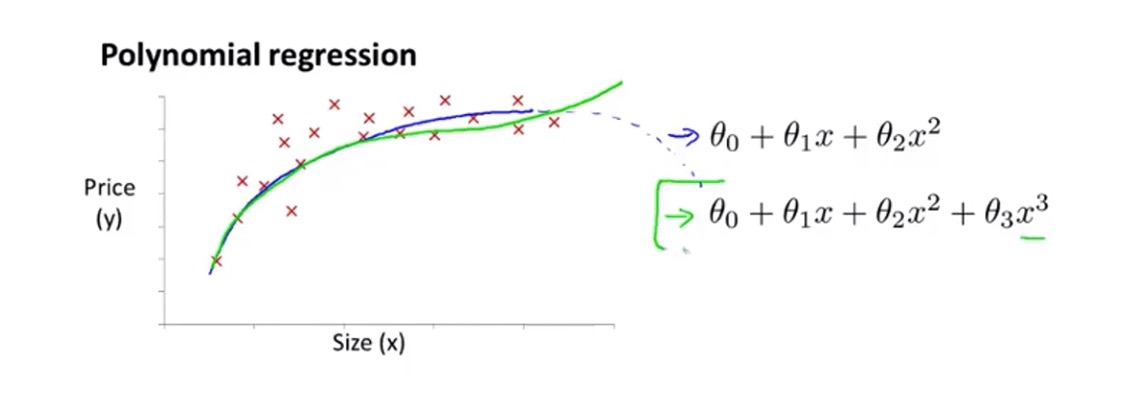 Polynomial regression
Price
(y)
Size (x)
θ₀ + θ₁x + θ₂x²
θ₀ + θ₁x + θ₂x² + θ₃x³